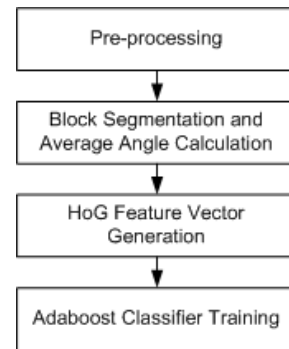 Pre-processing
Block Segmentation and
Average Angle Calculation
HoG Feature Vector
Generation
Adaboost Classifier Training